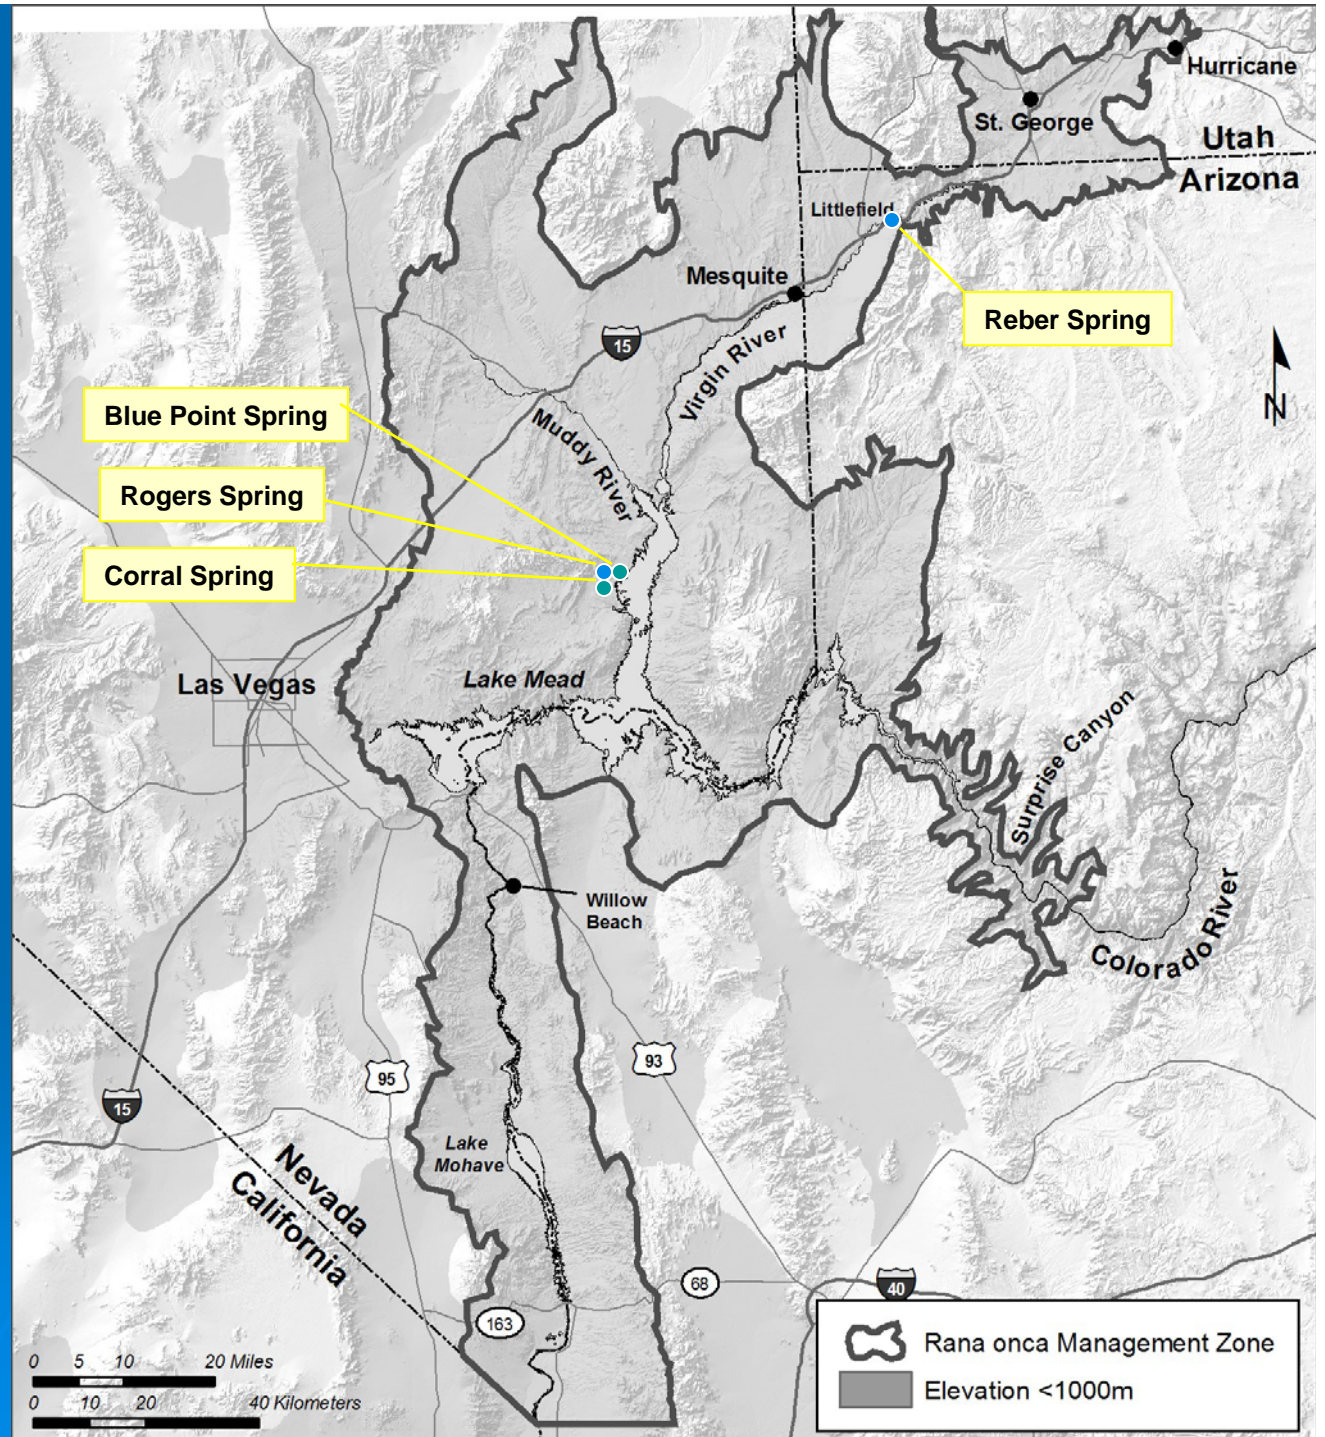 Hurricane
St. George
Utah
Arizona
Littlefield
Mesquite
Reber Spring
15
Virgin River
N
Blue Point Spring
Muddy River
Rogers Spring
Corral Spring
Las Vegas
Lake Mead
Surprise Canyon
Willow
Beach
Colorado River
93
95
15
Lake
Mohave
Nevada
California
68
40
163
0 5 10 20 Miles
0 10 20 40 Kilometers
Rana onca Management Zone
Elevation <1000m